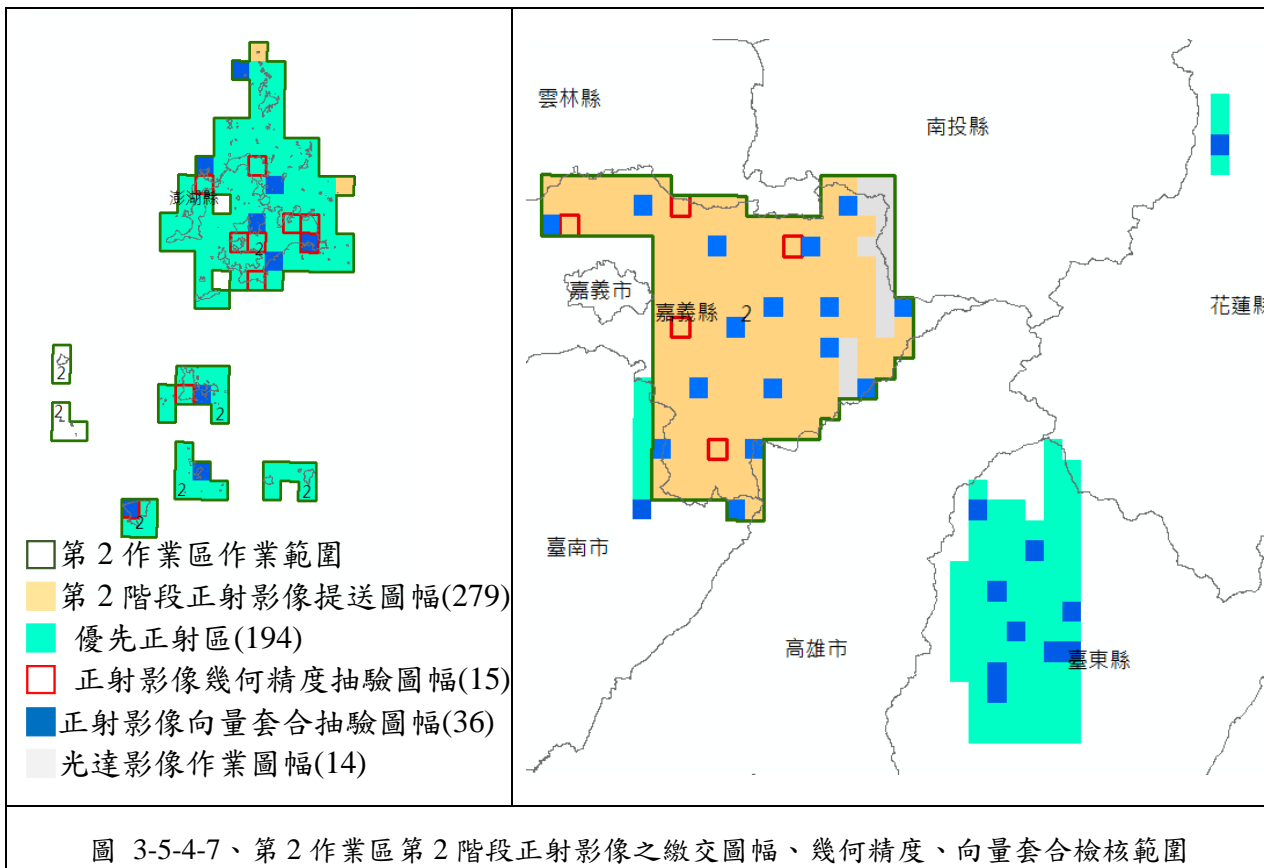 澎湖縣
2
2
2
2
2
2
2
第 2 作業區作業範圍
第 2 階段正射影像提送圖幅(279)
優先正射區(194)
正射影像幾何精度抽驗圖幅(15)
正射影像向量套合抽驗圖幅(36)
光達影像作業圖幅(14)
雲林縣
南投縣
嘉義市
嘉義縣
2
花蓮縣
臺南市
高雄市
臺東縣
圖 3-5-4-7、第 2 作業區第 2 階段正射影像之繳交圖幅、幾何精度、向量套合檢核範圍